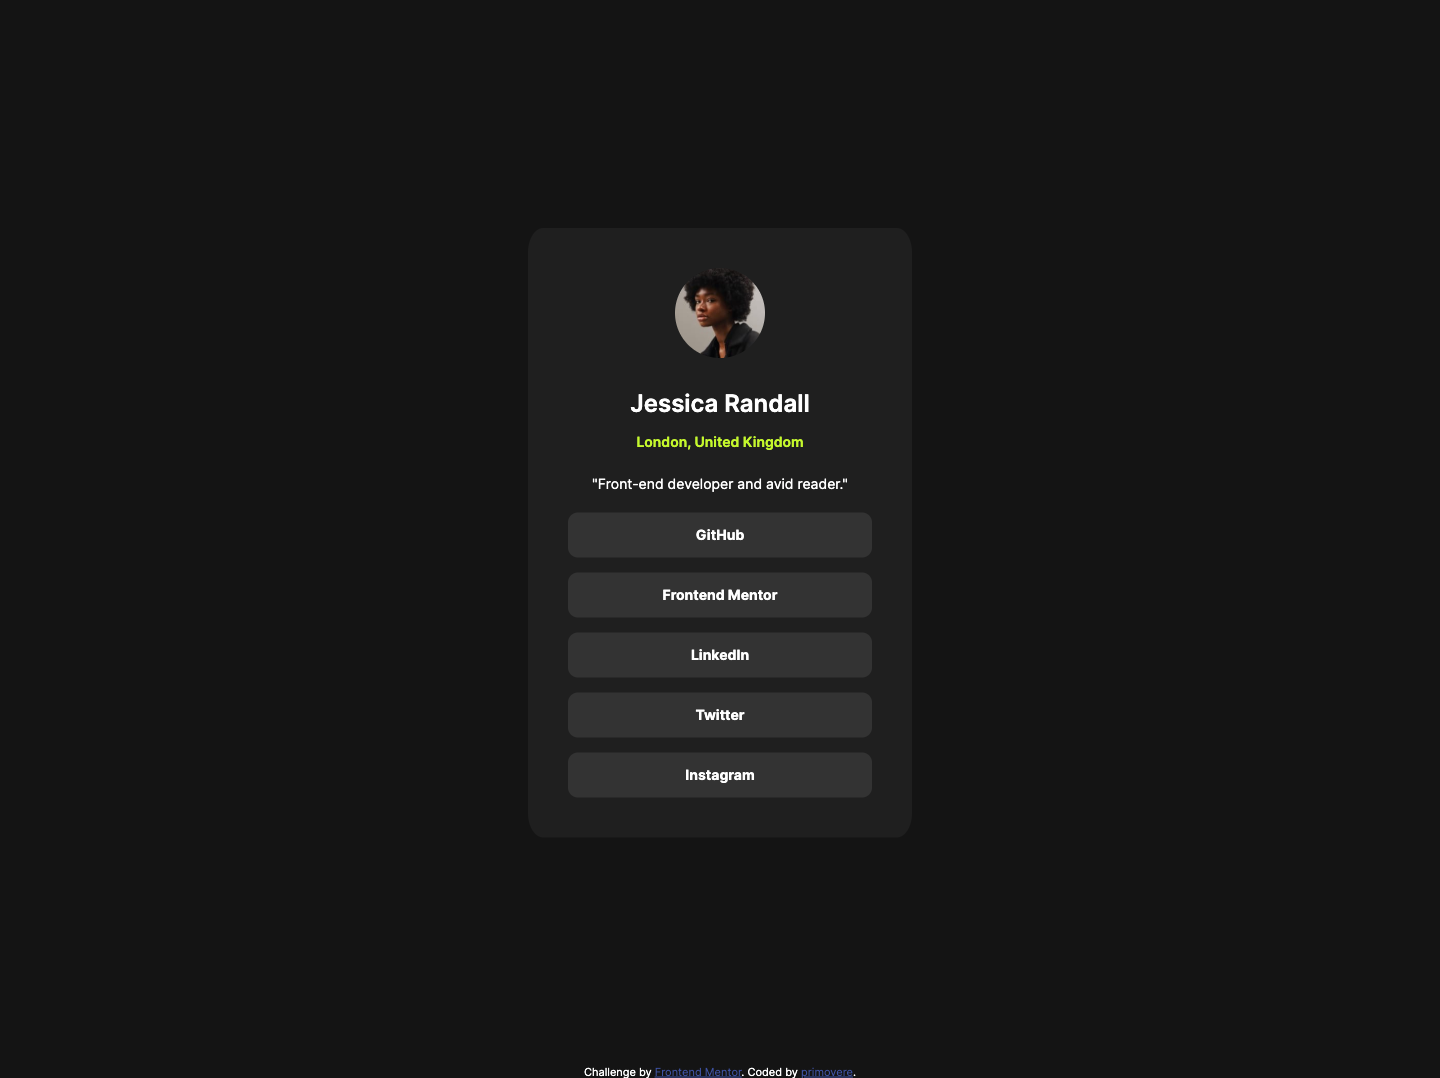 Jessica Randall
London, United Kingdom
"Front-end developer and avid reader."
GitHub
Frontend Mentor
LinkedIn
Twitter
Instagram
Challenge by Frontend Mentor. Coded by primovere.